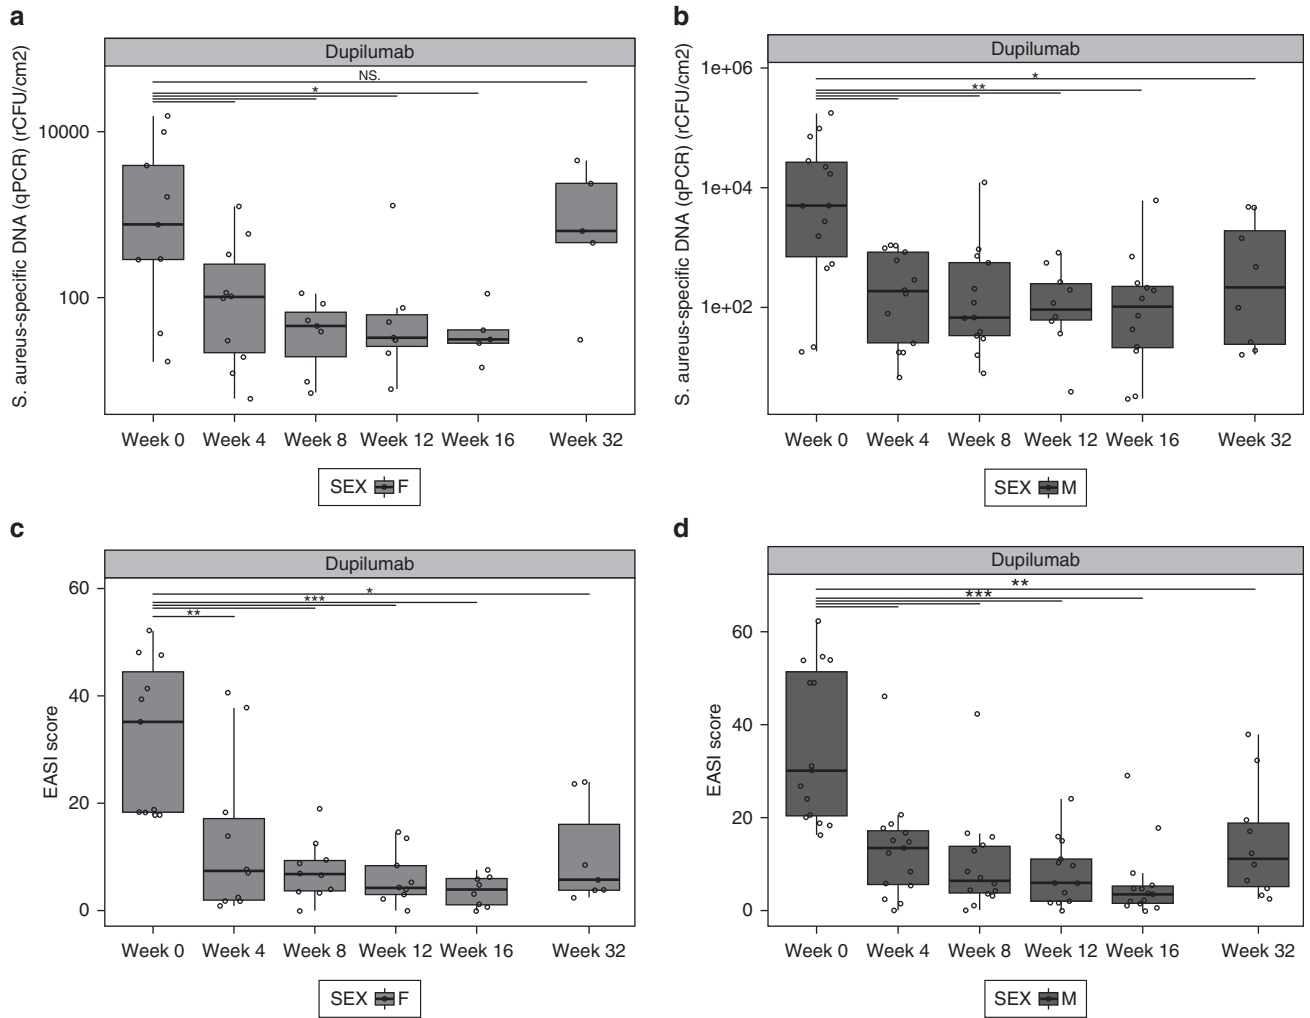 a
Dupilumab
S. aureus-specific DNA (qPCR) (rCFU/cm2)
NS.
*
10000
100
Week 0 Week 4 Week 8 Week 12 Week 16 Week 32
SEX F
b
Dupilumab
S. aureus-specific DNA (qPCR) (rCFU/cm2)
*
**
1e+06
1e+04
1e+02
Week 0 Week 4 Week 8 Week 12 Week 16 Week 32
SEX M
c
Dupilumab
EASI score
*
***
**
60
40
20
0
Week 0 Week 4 Week 8 Week 12 Week 16 Week 32
SEX F
d
Dupilumab
EASI score
**
***
60
40
20
0
Week 0 Week 4 Week 8 Week 12 Week 16 Week 32
SEX M